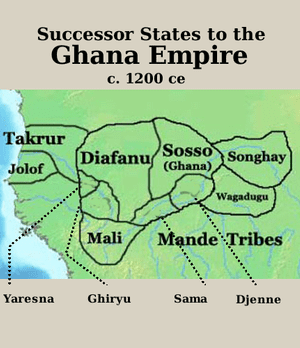 Successor States to the
Ghana Empire
c. 1200 ce
Takrur
Jolof
Diafanu
Sosso
(Ghana)
Songhay
Wagadugu
Mali
Mande Tribes
Yaresna
Ghiryu
Sama
Djenne